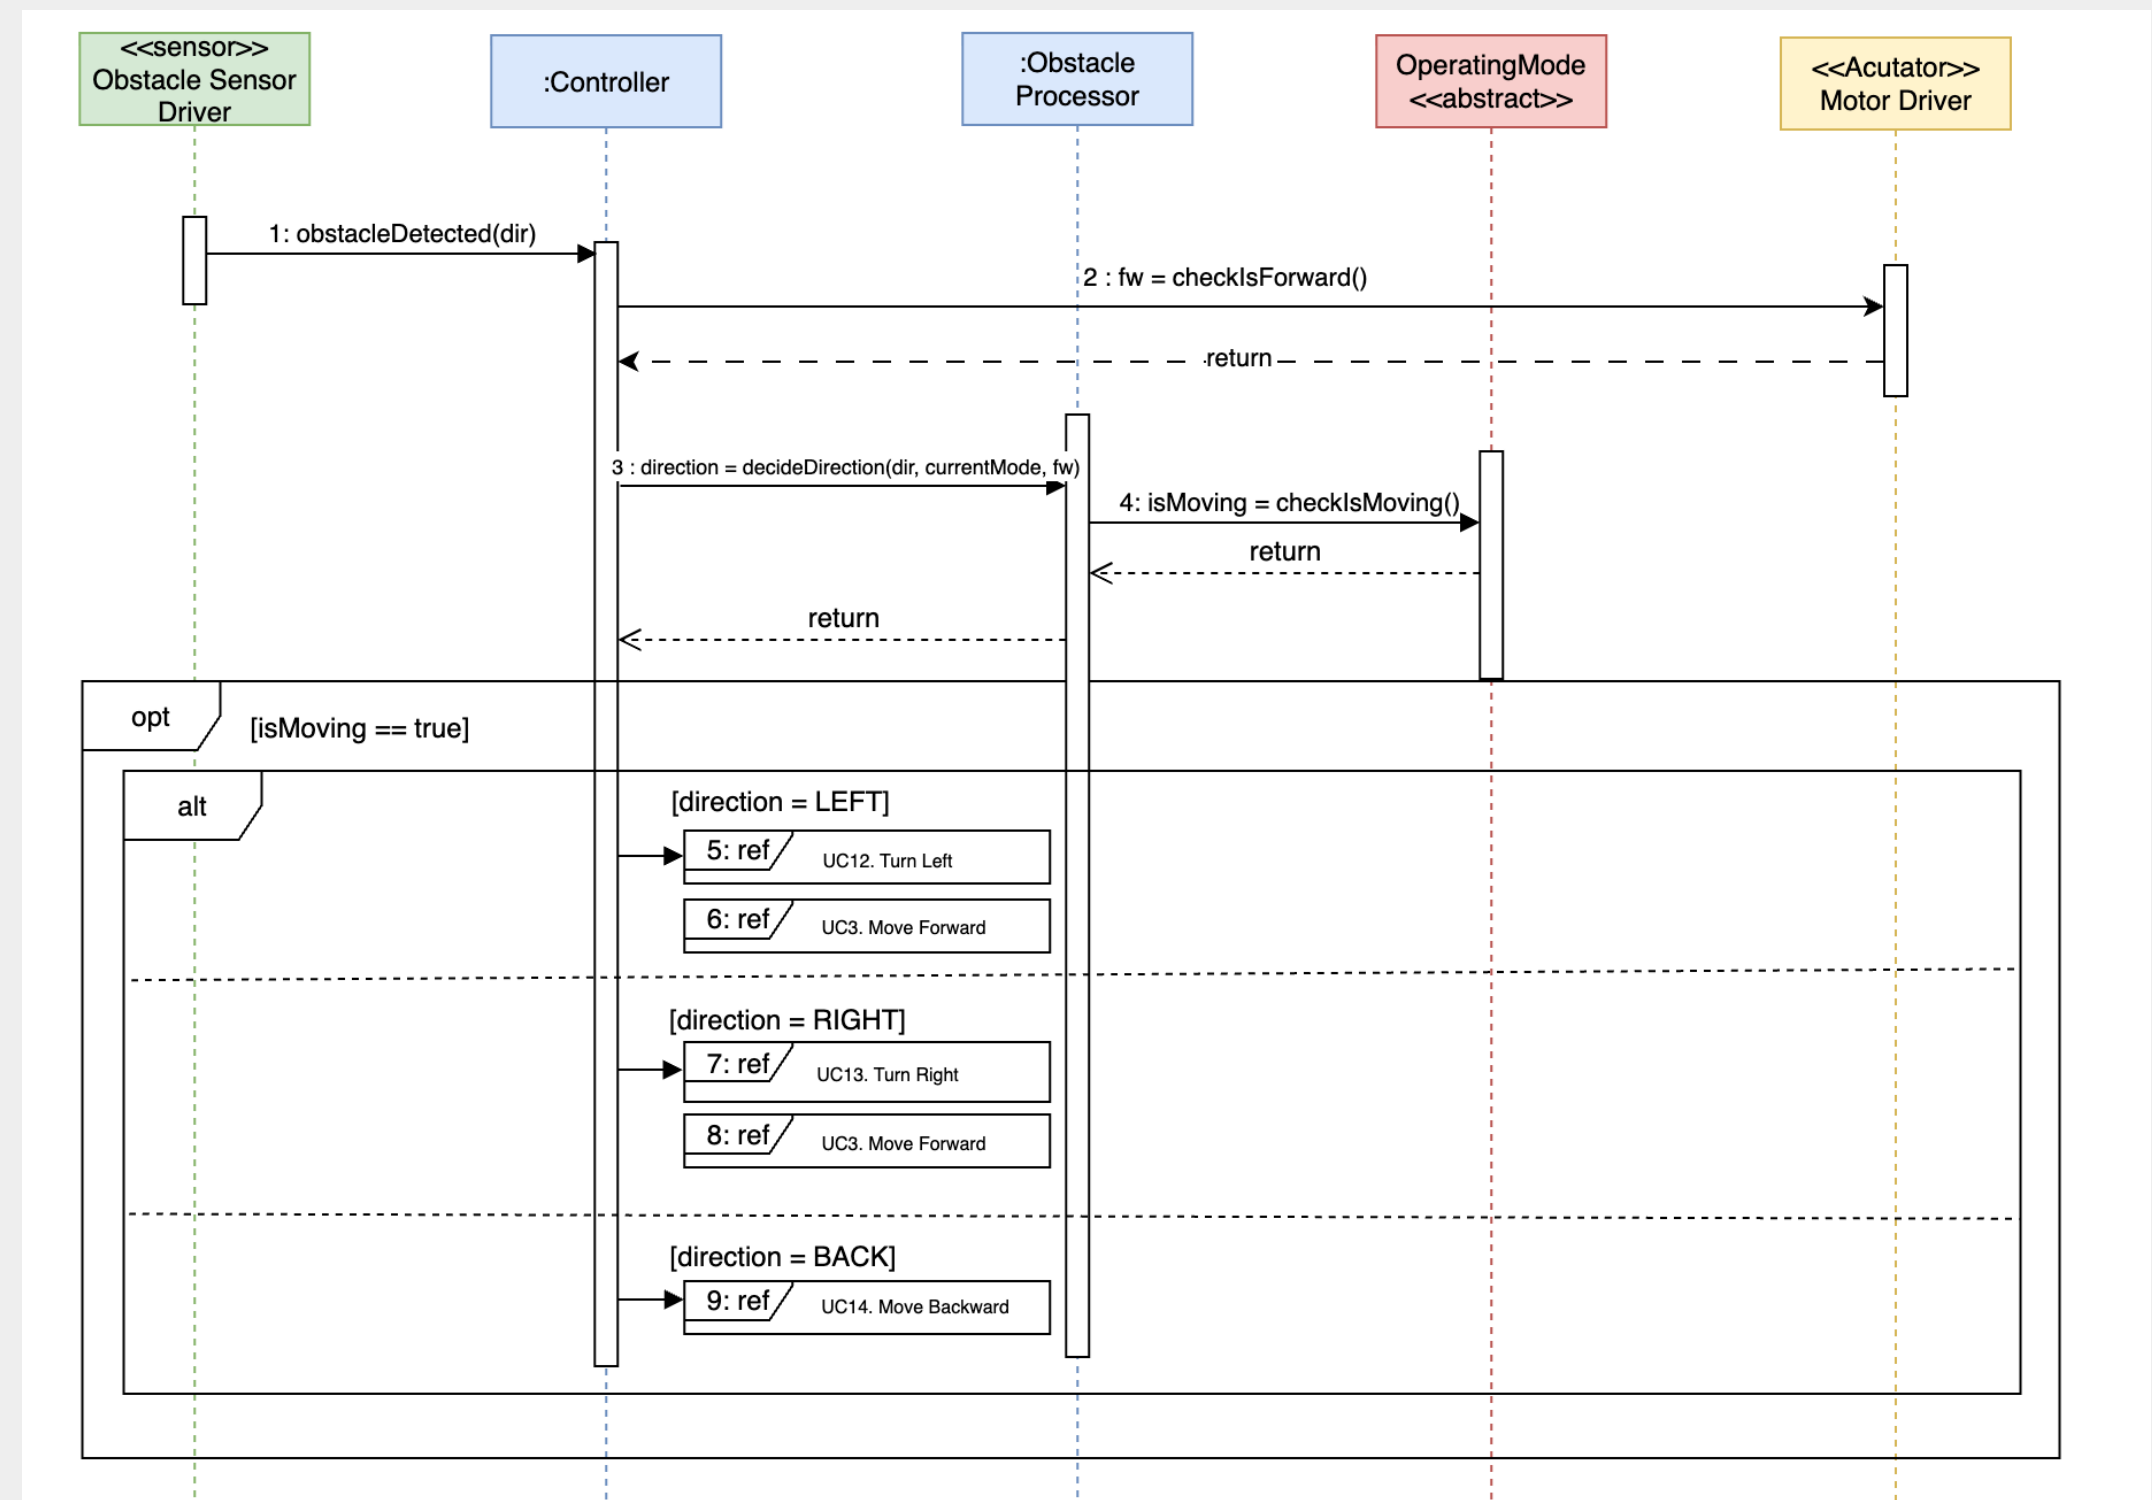 <<sensor>>
Obstacle Sensor
Driver
:Controller
:Obstacle
Processor
OperatingMode
<<abstract>>
<<Acutator>>
Motor Driver
1: obstacleDetected(dir)
2 : fw = checkIsForward()
return
3 : direction = decideDirection(dir, currentMode, fw)
4: isMoving = checkIsMoving()
return
return
opt
[isMoving == true]
alt
[direction = LEFT]
5: ref
UC12. Turn Left
6: ref
UC3. Move Forward
[direction = RIGHT]
7: ref
UC13. Turn Right
8: ref
UC3. Move Forward
[direction = BACK]
9: ref
UC14. Move Backward